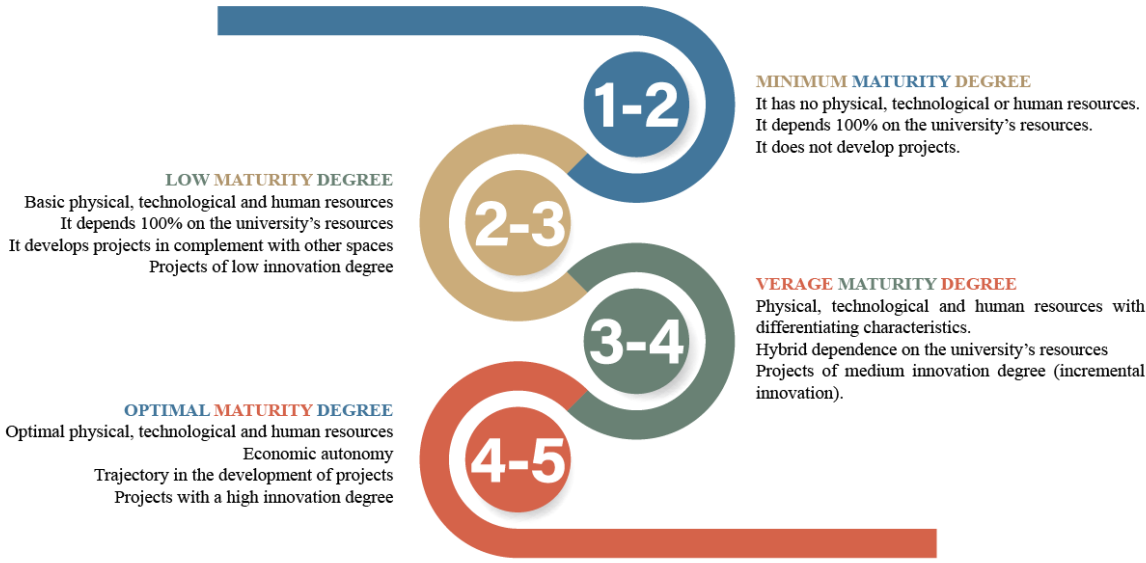 1-2
MINIMUM MATURITY DEGREE
It has no physical, technological or human resources.
It depends 100% on the university’s resources.
It does not develop projects.
LOW MATURITY DEGREE
Basic physical, technological and human resources
It depends 100% on the university’s resources
It develops projects in complement with other spaces
Projects of low innovation degree
2-3
3-4
VERAGE MATURITY DEGREE
Physical, technological and human resources with
differentiating characteristics.
Hybrid dependence on the university’s resources
Projects of medium innovation degree (incremental
innovation).
OPTIMAL MATURITY DEGREE
Optimal physical, technological and human resources
Economic autonomy
Trajectory in the development of projects
Projects with a high innovation degree
4-5